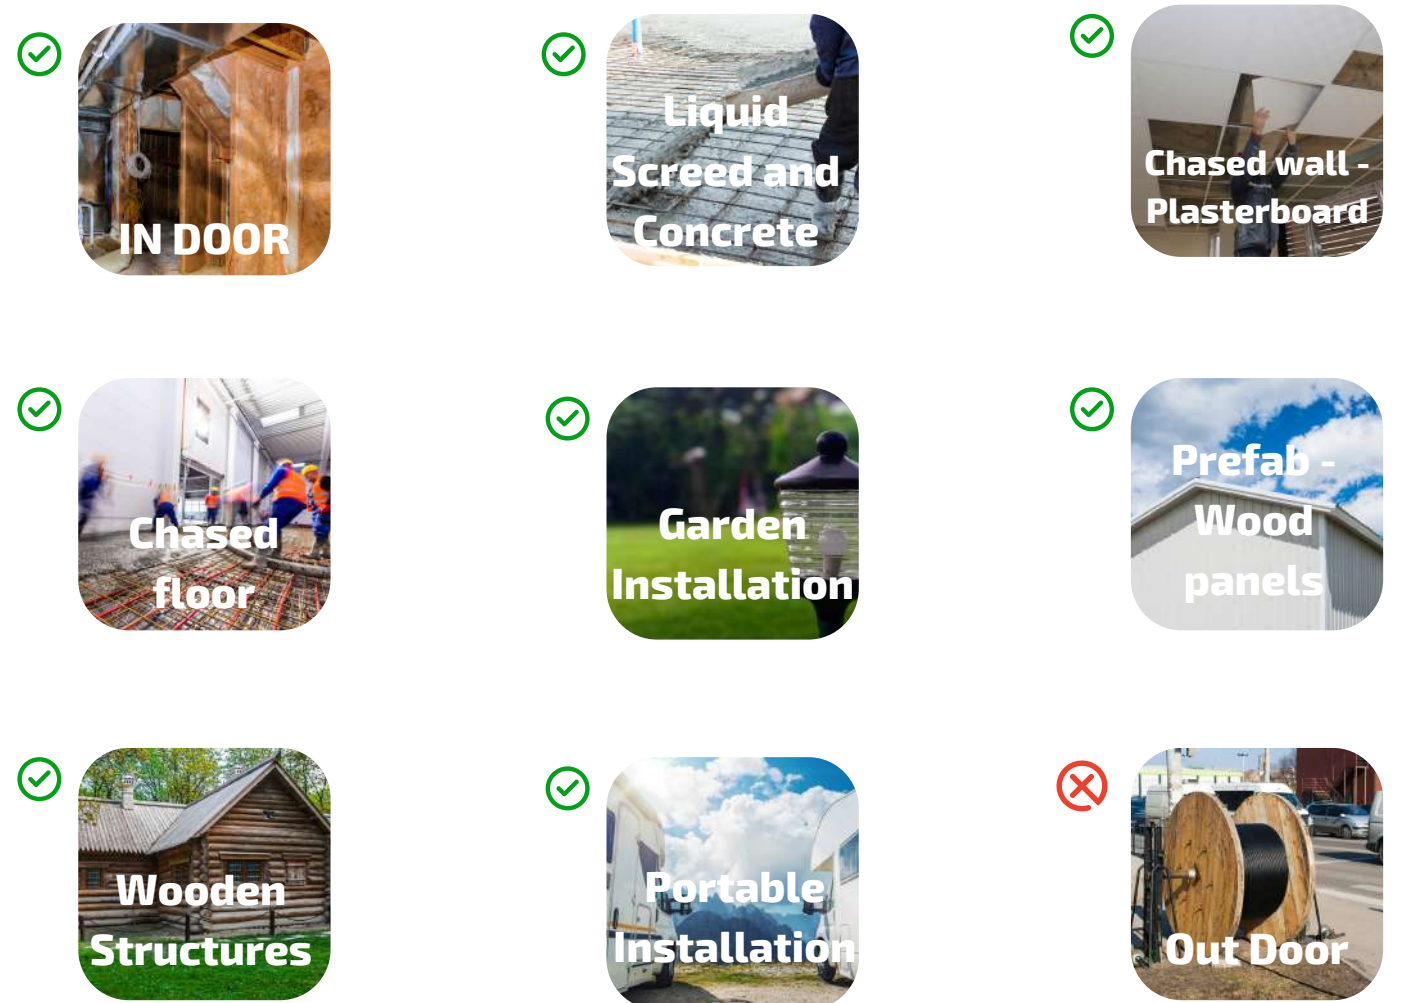 IN DOOR
Liquid
Screed and
Concrete
Chased wall -
Plasterboard
Chased
floor
Garden
Installation
Prefab -
Wood
panels
Wooden
Structures
Portable
Installation
Out Door